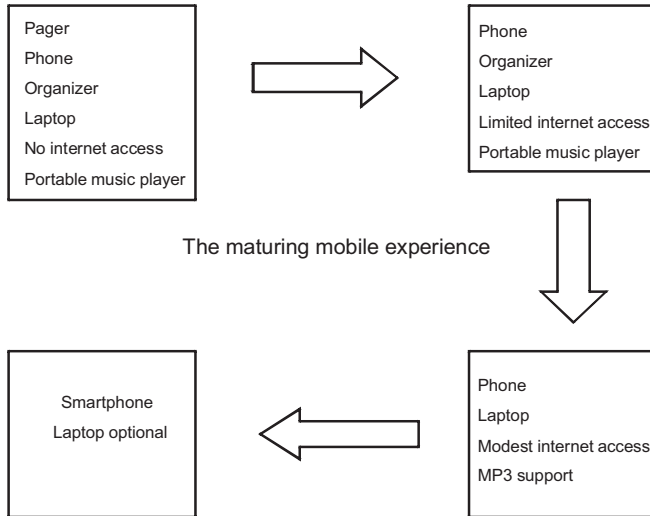 Pager
Phone
Organizer
Laptop
No internet access
Portable music player
Phone
Organizer
Laptop
Limited internet access
Portable music player
The maturing mobile experience
Phone
Laptop
Modest internet access
MP3 support
Smartphone
Laptop optional